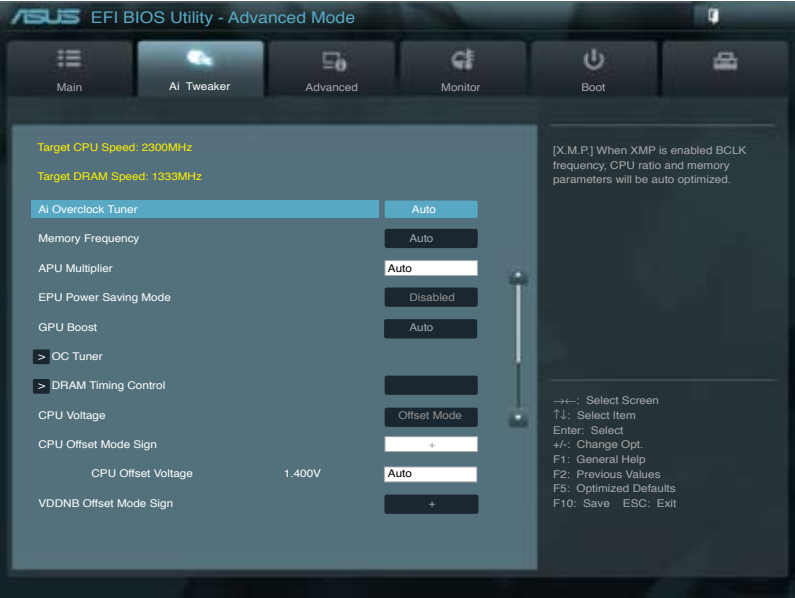 ASUS EFI BIOS Utility - Advanced Mode
Main
Ai Tweaker
Advanced
Monitor
Boot
Target CPU Speed: 2300MHz
Target DRAM Speed: 1333MHz
Ai Overclock Tuner Auto
Memory Frequency Auto
APU Multiplier Auto
EPU Power Saving Mode Disabled
GPU Boost Auto
> OC Tuner
> DRAM Timing Control
CPU Voltage Offset Mode
CPU Offset Mode Sign +
CPU Offset Voltage 1.400V Auto
VDDNB Offset Mode Sign +
[X.M.P.] When XMP is enabled BCLK
frequency, CPU ratio and memory
parameters will be auto optimized.
→←: Select Screen
↑↓: Select Item
Enter: Select
+/-: Change Opt.
F1: General Help
F2: Previous Values
F5: Optimized Defaults
F10: Save ESC: Exit